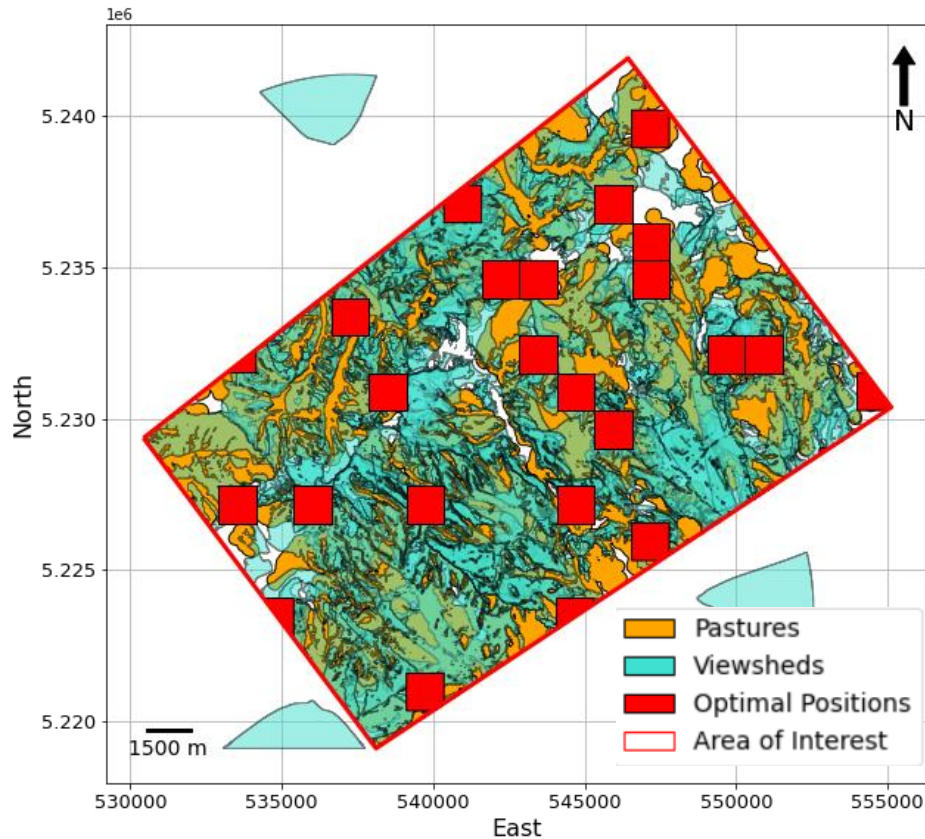 1e6
N
5.240
5.235
5.230
5.225
5.220
North
Pastures
Viewsheds
Optimal Positions
Area of Interest
1500 m
530000 535000 540000 545000 550000 555000
East